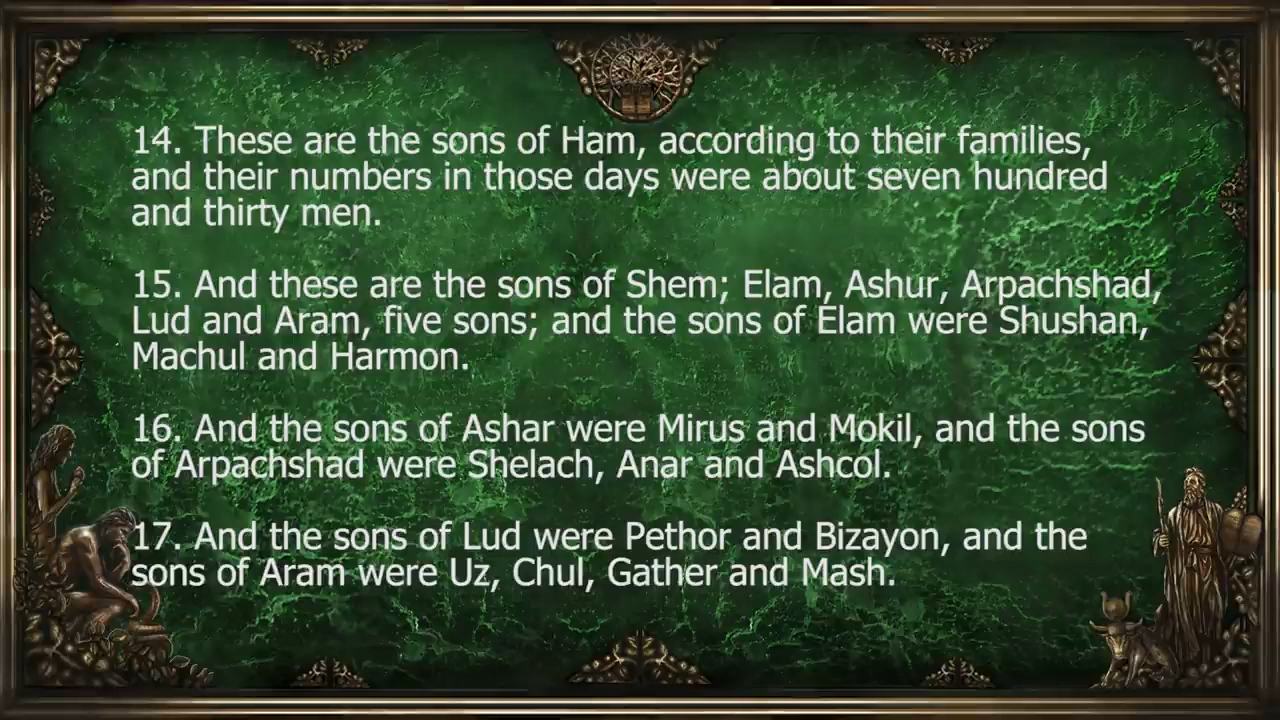 14. These are the sons of Ham, according to their families,
and their numbers in those days were about seven hundred
and thirty men.
15. And these are the sons of Shem; Elam, Ashur, Arpachshad,
Lud and Aram, five sons; and the sons of Elam were Shushan,
Machul and Harmon.
16. And the sons of Ashar were Mirus and Mokil, and the sons
of Arpachshad were Shelach, Anar and Ashcol.
17. And the sons of Lud were Pethor and Bizayon, and the
sons of Aram were Uz, Chul, Gather and Mash.